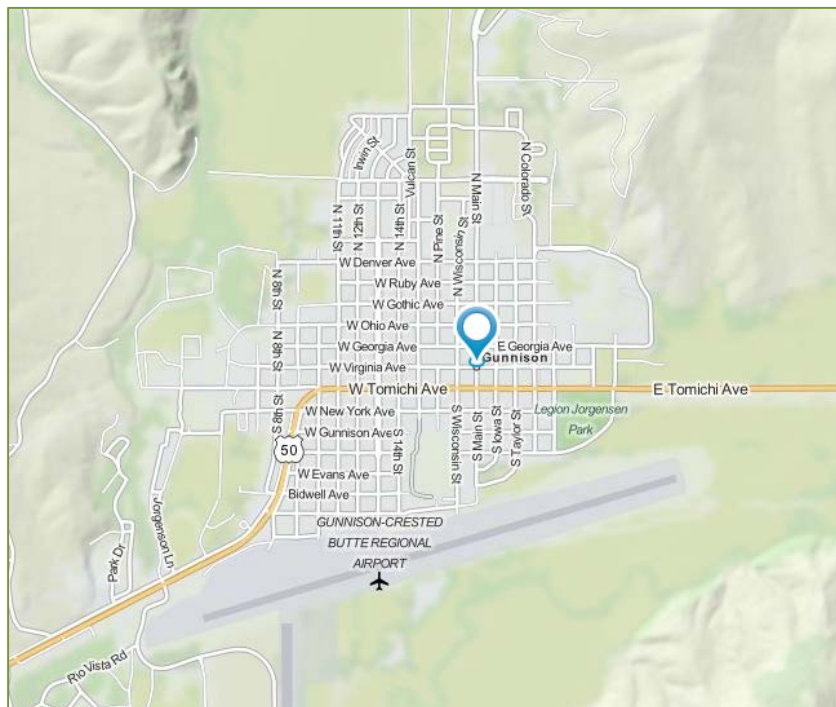 Irwin St
Vulcan St
N Main St
N Colorado St
N 11th St
N 12th St
N 14th St
N Pine St
N Wisconsin St
W Denver Ave
N 8th St
W Ruby Ave
W Gothic Ave
W Ohio Ave
N 8th St
W Georgia Ave
E Georgia Ave
Gunnison
W Virginia Ave
W Tomichi Ave
E Tomichi Ave
S 8th St
W New York Ave
Legion Jorgensen
Park
S Wisconsin St
S Main St
S Iowa St
S Taylor St
W Gunnison Ave
S 14th St
50
W Evans Ave
Bidwell Ave
Jorgenson Ln
Park Dr
GUNNISON-CRESTED
BUTTE REGIONAL
AIRPORT
Rio Vista Rd